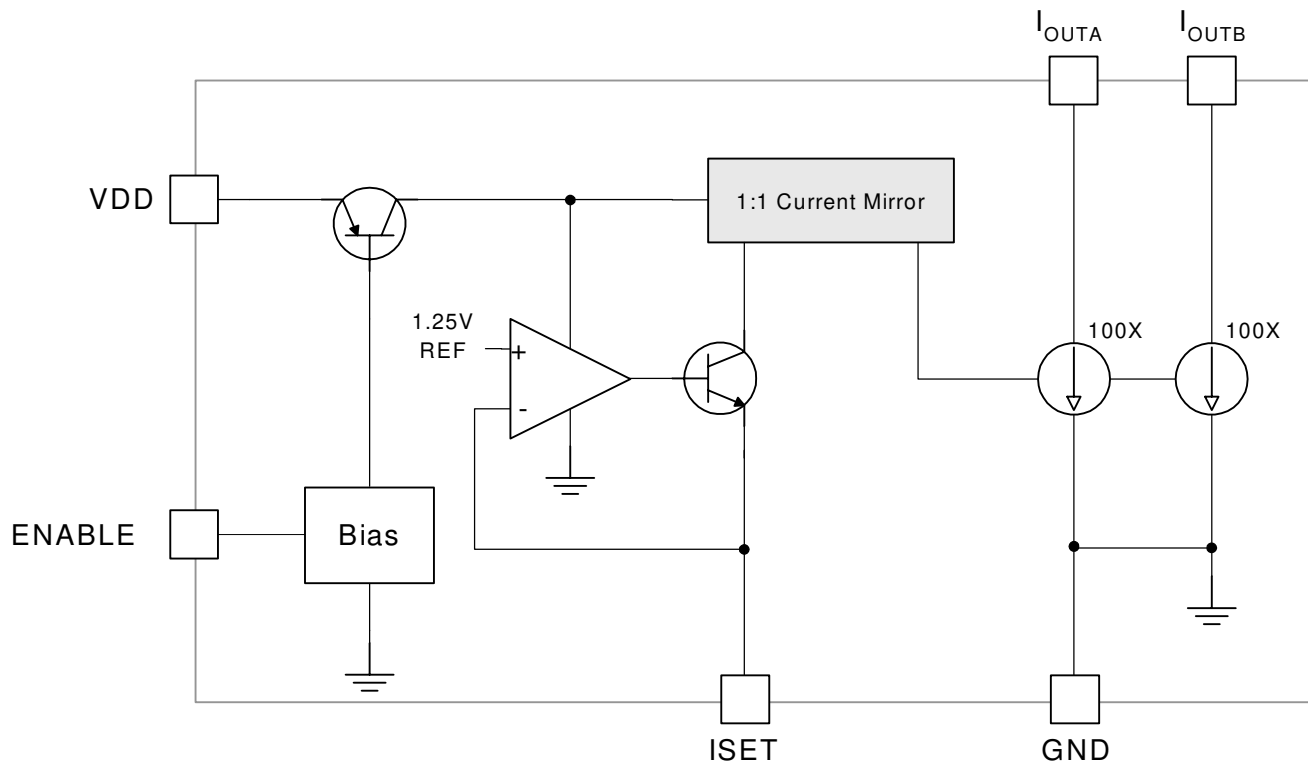 I_OUTA
I_OUTB
VDD
1:1 Current Mirror
1.25V
REF
+
-
100X
100X
ENABLE
Bias
ISET
GND